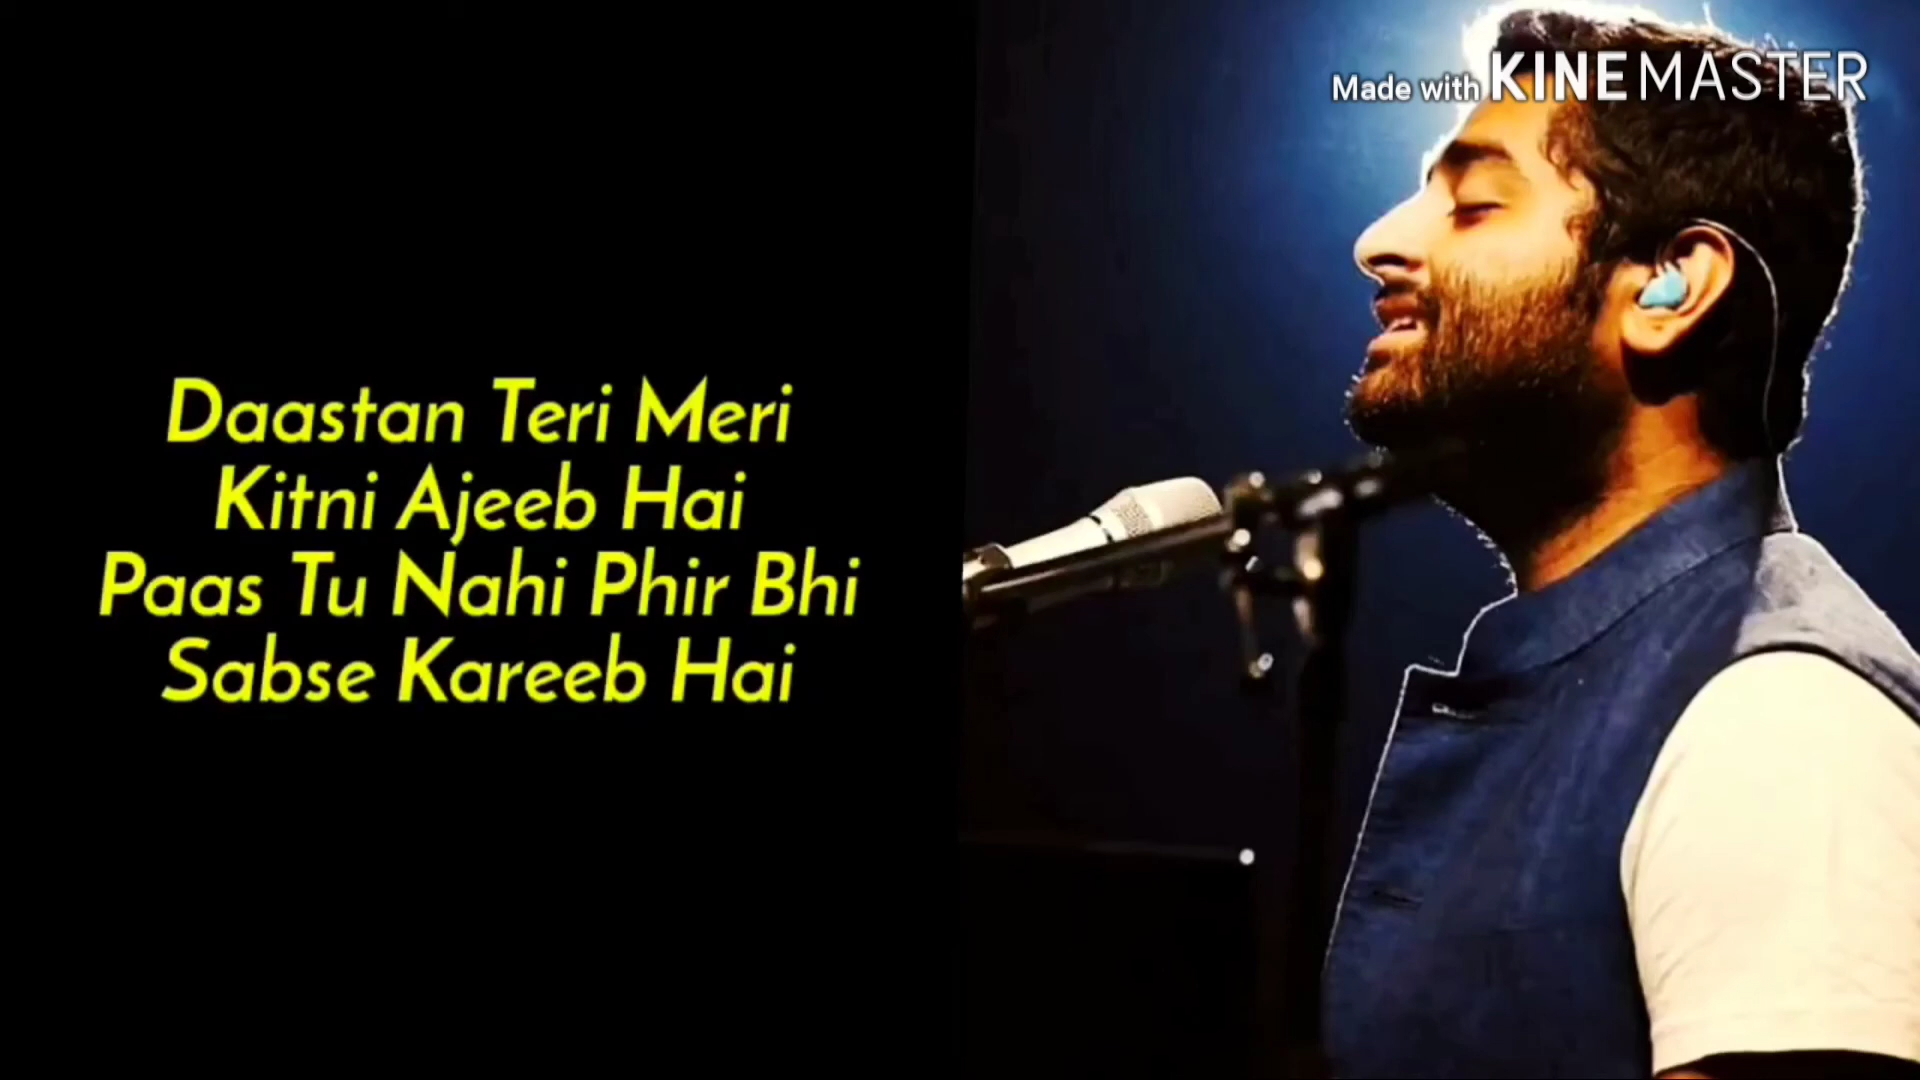 Made with KINEMASTER
Daastan Teri Meri
Kitni Ajeeb Hai
Paas Tu Nahi Phir Bhi
Sabse Kareeb Hai